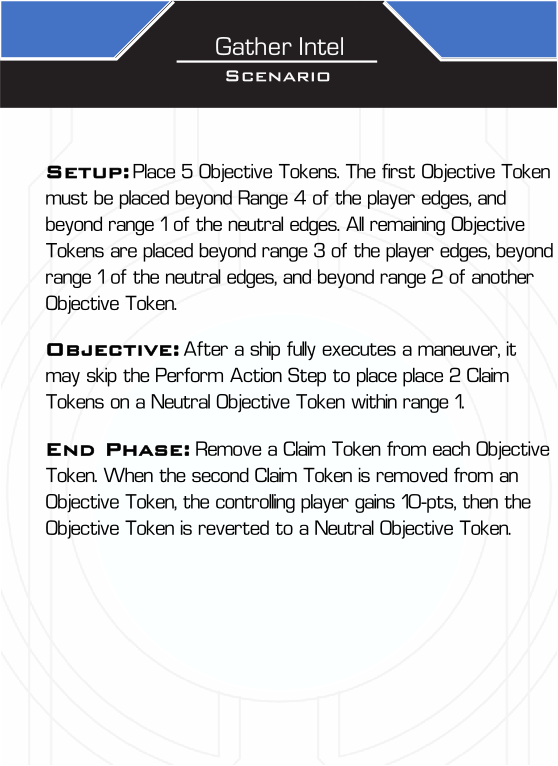 Gather Intel
Scenario
Setup: Place 5 Objective Tokens. The first Objective Token
must be placed beyond Range 4 of the player edges, and
beyond range 1 of the neutral edges. All remaining Objective
Tokens are placed beyond range 3 of the player edges, beyond
range 1 of the neutral edges, and beyond range 2 of another
Objective Token.
Objective: After a ship fully executes a maneuver, it
may skip the Perform Action Step to place place 2 Claim
Tokens on a Neutral Objective Token within range 1.
End Phase: Remove a Claim Token from each Objective
Token. When the second Claim Token is removed from an
Objective Token, the controlling player gains 10-pts, then the
Objective Token is reverted to a Neutral Objective Token.